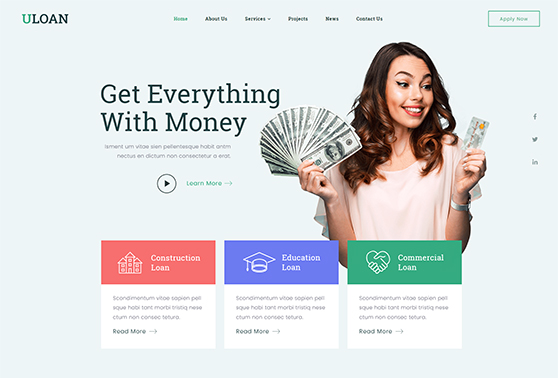 ULOAN
Home About Us Services Projects News Contact Us
Apply Now
Get Everything
With Money
Isment um vitae sien pellentesque habit antm
nectus en dictum non consectetur a erat.
Learn More
Construction
Loan
Education
Loan
Commercial
Loan
Scondimentum vitae sapien pell
sque habi tant morbi tristiq nese
ctum non consec tetura.
Read More
Scondimentum vitae sapien pell
sque habi tant morbi tristiq nese
ctum non consec tetura.
Read More
Scondimentum vitae sapien pell
sque habi tant morbi tristiq nese
ctum non consec tetura.
Read More